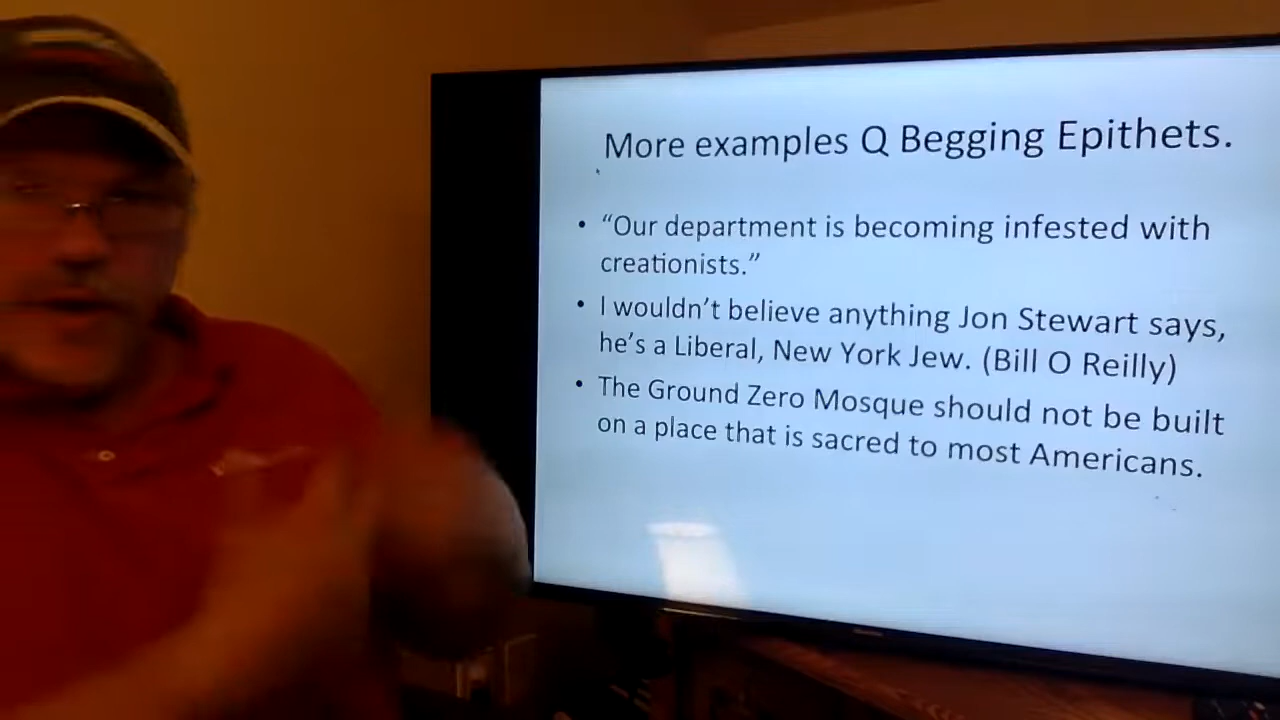 More examples Q Begging Epithets.
• “Our department is becoming infested with
creationists.”
• I wouldn’t believe anything Jon Stewart says,
he’s a Liberal, New York Jew. (Bill O Reilly)
• The Ground Zero Mosque should not be built
on a place that is sacred to most Americans.